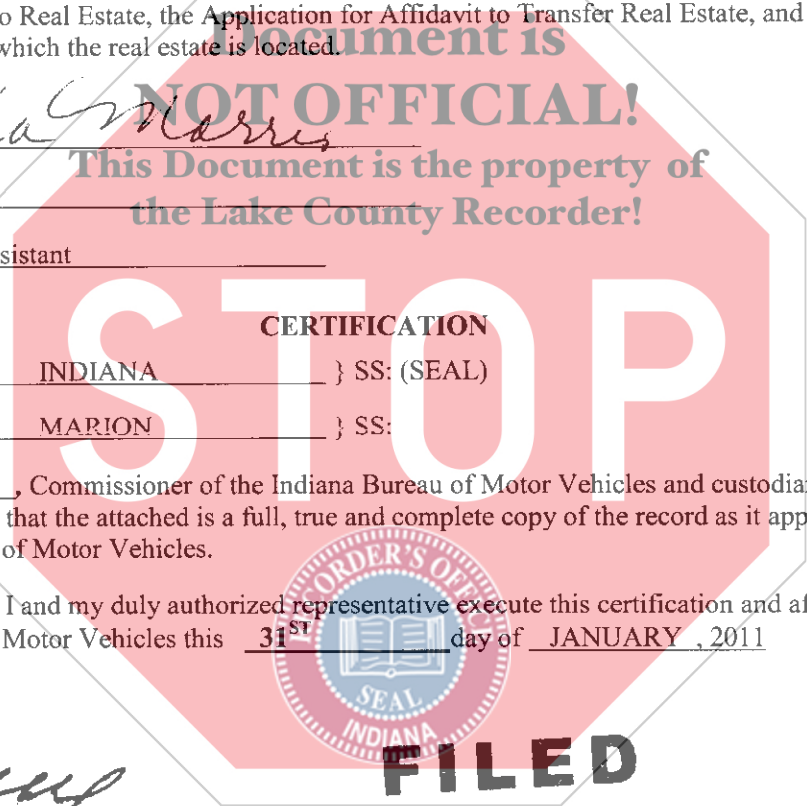 o Real Estate, the Application for Affidavit to Transfer Real Estate, and
Document is
which the real estate is located.
NOT OFFICIAL!
a Morris
This Document is the property of
the Lake County Recorder!
sistant
STOP
CERTIFICATION
INDIANA } SS: (SEAL)
MARION } SS:
, Commissioner of the Indiana Bureau of Motor Vehicles and custodia
that the attached is a full, true and complete copy of the record as it app
of Motor Vehicles.
RECORDER'S OFFICE
I and my duly authorized representative execute this certification and af
Motor Vehicles this 31ST day of JANUARY , 2011
SEAL
INDIANA
FILED